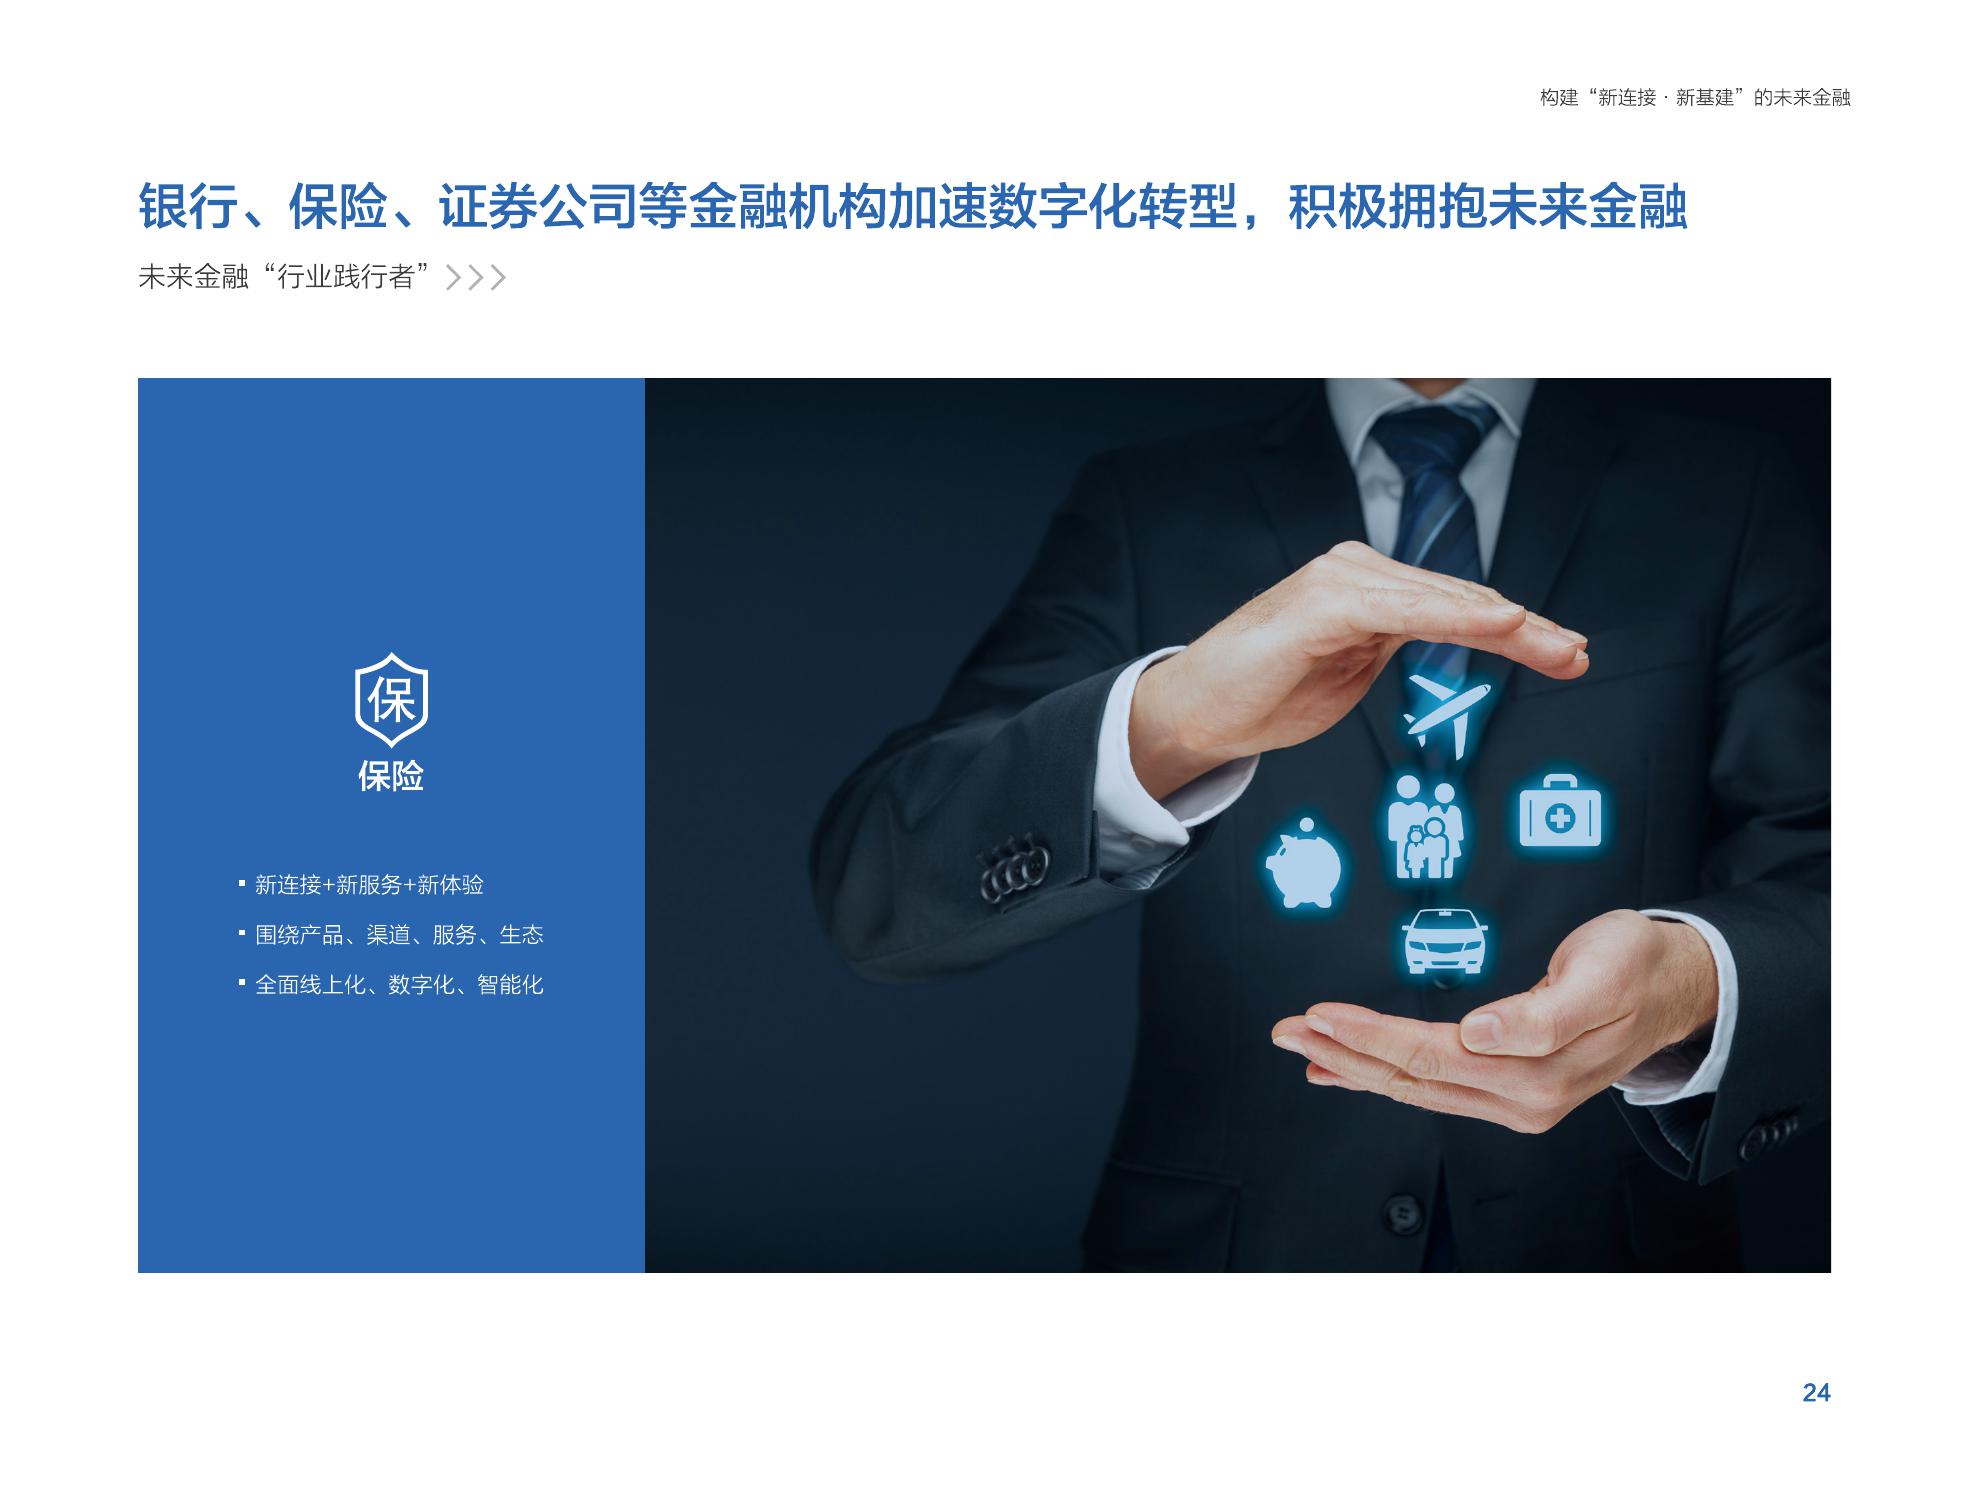 构建“新连接·新基建”的未来金融
银行、保险、证券公司等金融机构加速数字化转型，积极拥抱未来金融
未来金融“行业践行者”
保
保险
▪ 新连接+新服务+新体验
▪ 围绕产品、渠道、服务、生态
▪ 全面线上化、数字化、智能化
24